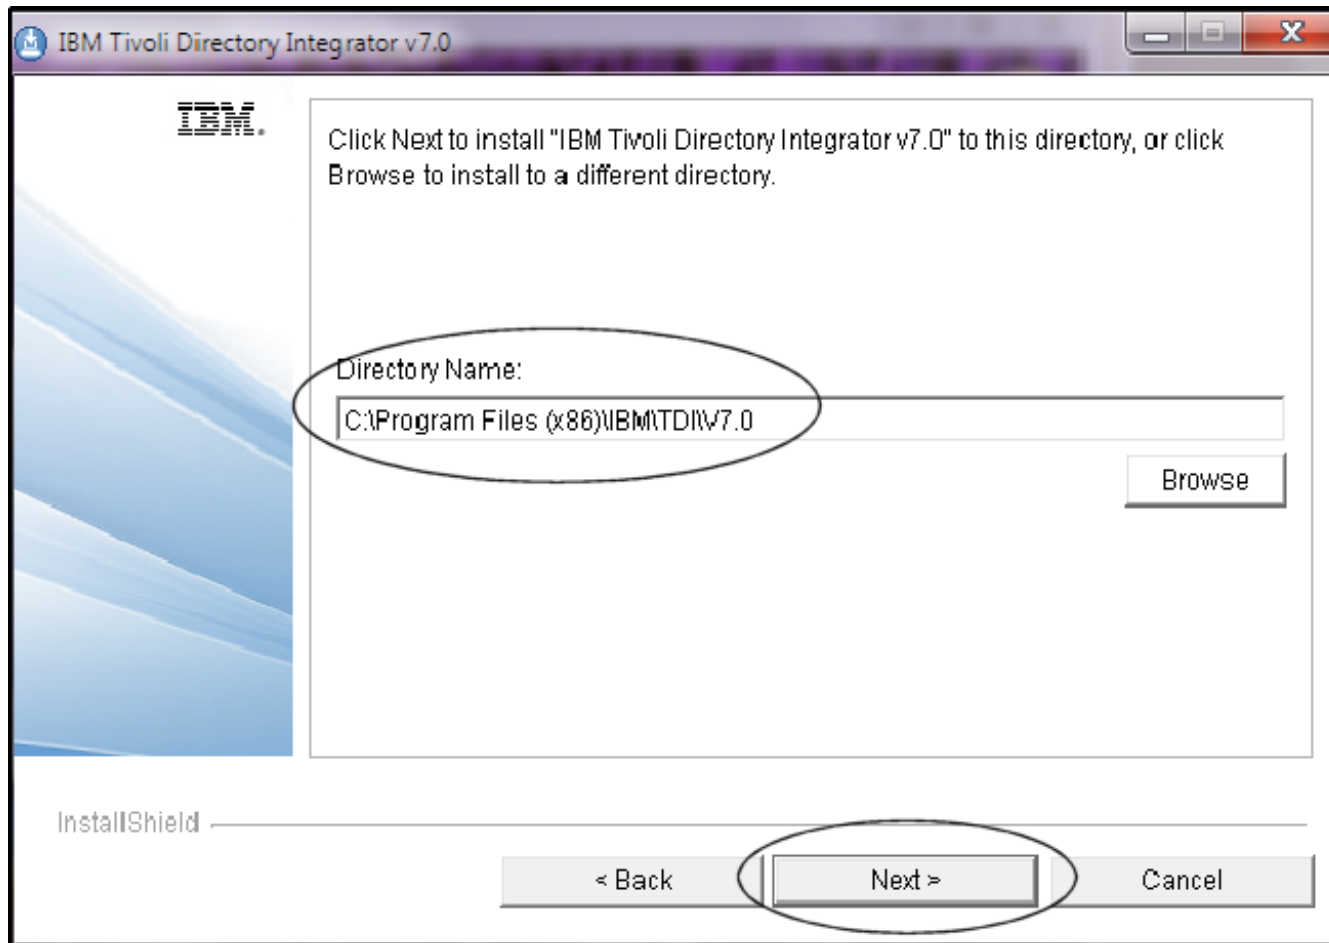 IBM Tivoli Directory Integrator v7.0
IBM.
Click Next to install "IBM Tivoli Directory Integrator v7.0" to this directory, or click
Browse to install to a different directory.
Directory Name:
C:\Program Files (x86)\IBM\TDI\V7.0
Browse
InstallShield
< Back
Next >
Cancel